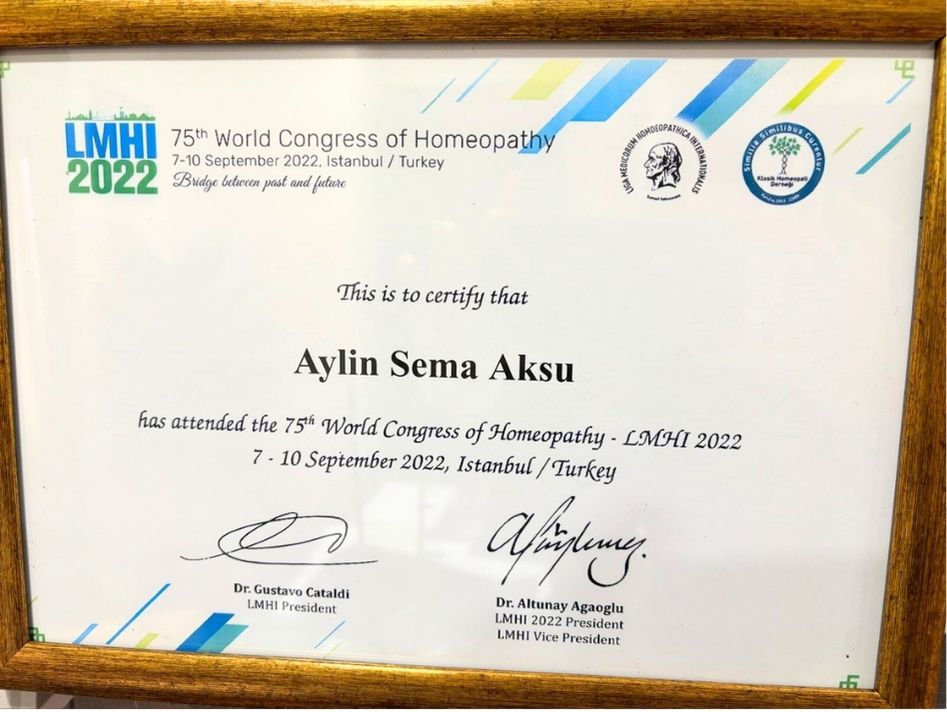 LMHI
2022
75th World Congress of Homeopathy
7-10 September 2022, Istanbul / Turkey
Bridge between past and future
LIGA MEDICORUM HOMOEOPATHICA INTERNATIONALIS
Similia Similibus Curentur
Klasik Homeopati
Derneği
This is to certify that
Aylin Sema Aksu
has attended the 75th World Congress of Homeopathy - LMHI 2022
7 - 10 September 2022, Istanbul / Turkey
Dr. Gustavo Cataldi
LMHI President
Dr. Altunay Agaoglu
LMHI 2022 President
LMHI Vice President